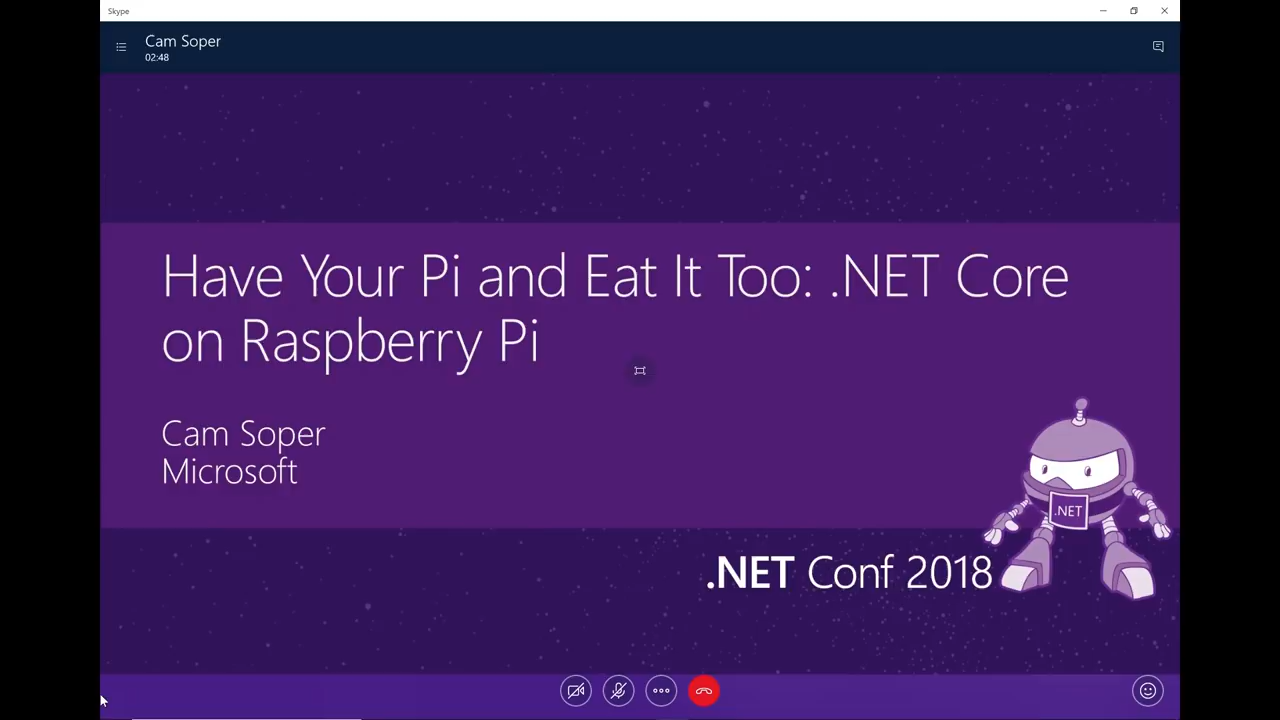 Skype
Cam Soper
02:48
Have Your Pi and Eat It Too: .NET Core
on Raspberry Pi
Cam Soper
Microsoft
.NET
.NET Conf 2018